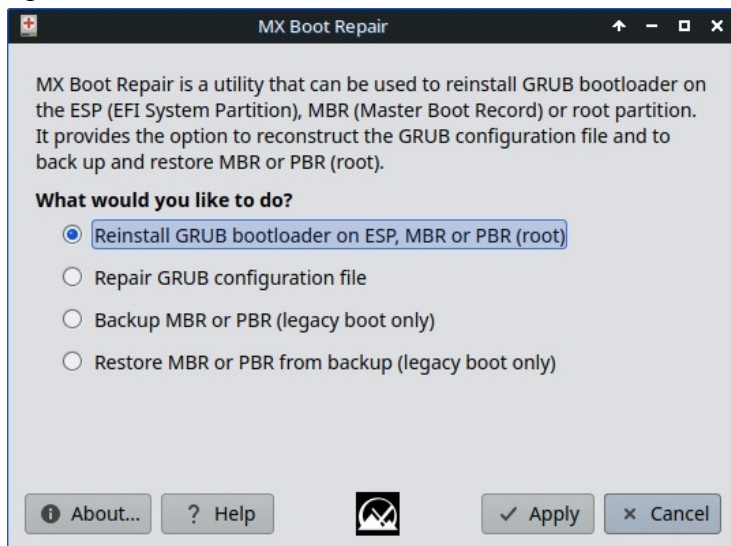 MX Boot Repair
MX Boot Repair is a utility that can be used to reinstall GRUB bootloader on
the ESP (EFI System Partition), MBR (Master Boot Record) or root partition.
It provides the option to reconstruct the GRUB configuration file and to
back up and restore MBR or PBR (root).
What would you like to do?
Reinstall GRUB bootloader on ESP, MBR or PBR (root)
Repair GRUB configuration file
Backup MBR or PBR (legacy boot only)
Restore MBR or PBR from backup (legacy boot only)
About... ? Help Apply Cancel